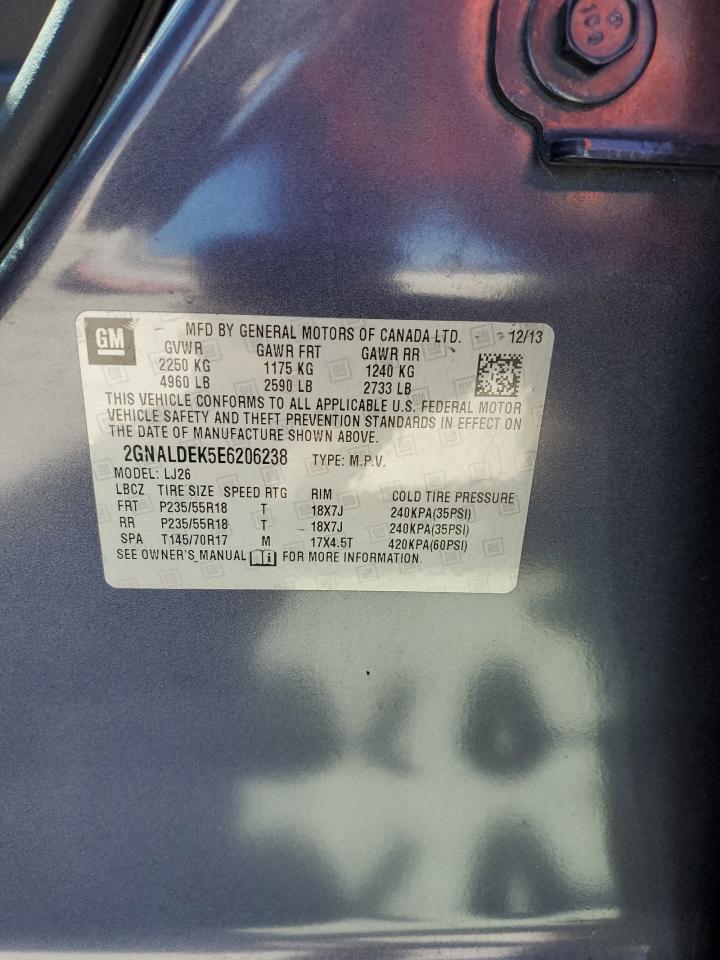 GM
MFD BY GENERAL MOTORS OF CANADA LTD. 12/13
GVWR GAWR FRT GAWR RR
2250 KG 1175 KG 1240 KG
4960 LB 2590 LB 2733 LB
THIS VEHICLE CONFORMS TO ALL APPLICABLE U.S. FEDERAL MOTOR
VEHICLE SAFETY AND THEFT PREVENTION STANDARDS IN EFFECT ON
THE DATE OF MANUFACTURE SHOWN ABOVE.
2GNALDEK5E6206238 TYPE: M.P.V.
MODEL: LJ26
LBCZ TIRE SIZE SPEED RTG RIM COLD TIRE PRESSURE
FRT P235/55R18 T 18X7J 240KPA(35PSI)
RR P235/55R18 T 18X7J 240KPA(35PSI)
SPA T145/70R17 M 17X4.5T 420KPA(60PSI)
SEE OWNER'S MANUAL FOR MORE INFORMATION.